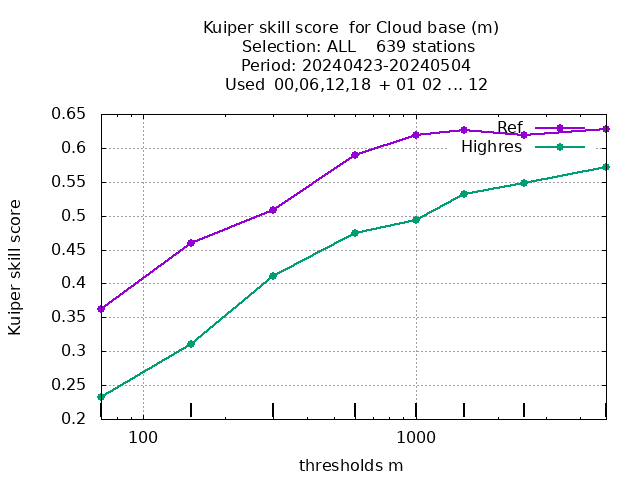 Kuiper skill score  for Cloud base (m)
Selection: ALL    639 stations
Period: 20240423-20240504
Used  00,06,12,18  + 01 02 ... 12
Ref
Highres
Kuiper skill score
0.65
0.6
0.55
0.5
0.45
0.4
0.35
0.3
0.25
0.2
100 1000
thresholds m